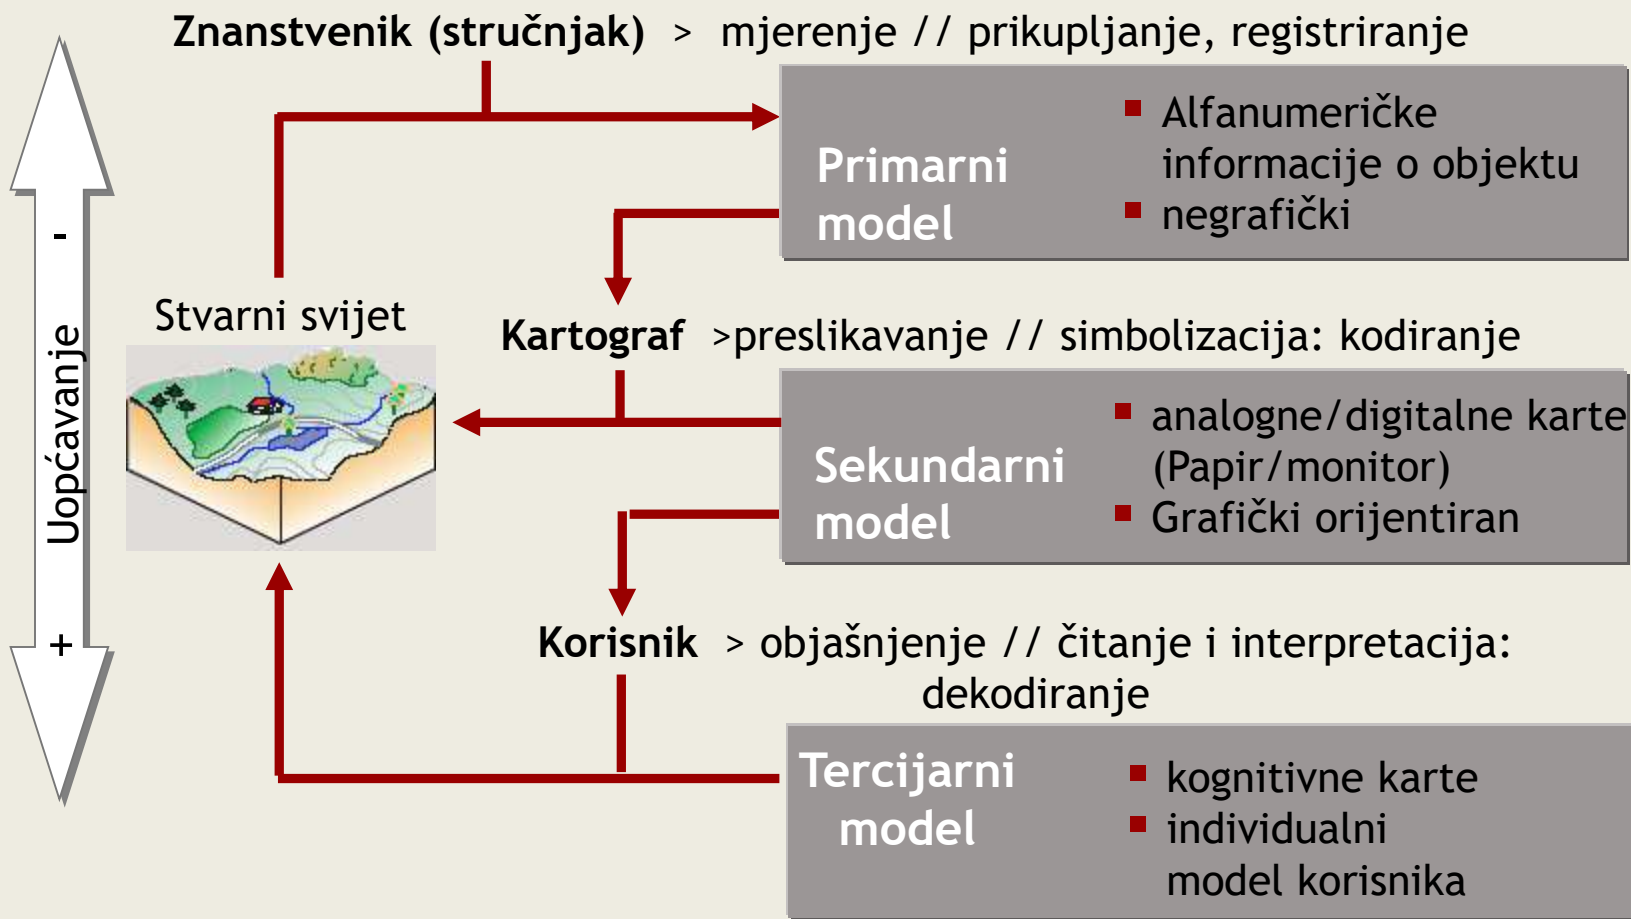 Znanstvenik (stručnjak) > mjerenje // prikupljanje, registriranje
Primarni
model
▪ Alfanumeričke
informacije o objektu
▪ negrafički
-
Uopćavanje
+
Stvarni svijet
Kartograf >preslikavanje // simbolizacija: kodiranje
Sekundarni
model
▪ analogne/digitalne karte
(Papir/monitor)
▪ Grafički orijentiran
Korisnik > objašnjenje // čitanje i interpretacija:
dekodiranje
Tercijarni
model
▪ kognitivne karte
▪ individualni
model korisnika